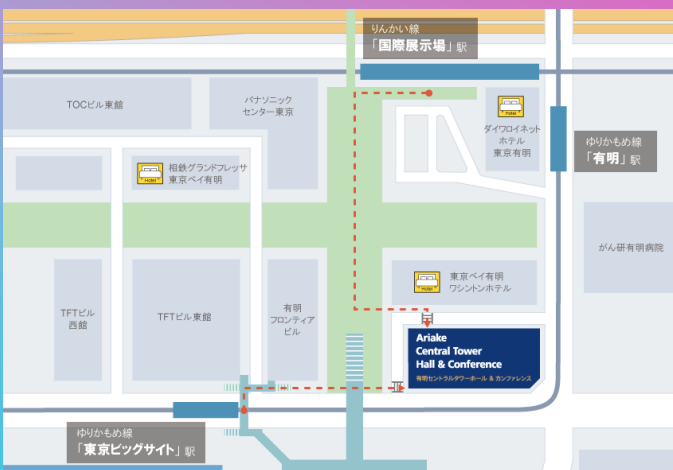 りんかい線
「国際展示場」駅
TOCビル東館
パナソニック
センター東京
Hotel
ダイワロイネット
ホテル
東京有明
ゆりかもめ線
「有明」駅
Hotel
相鉄グランドフレッサ
東京ベイ有明
がん研有明病院
Hotel
東京ベイ有明
ワシントンホテル
TFTビル
西館
TFTビル東館
有明
フロンティア
ビル
Ariake
Central Tower
Hall & Conference
有明セントラルタワーホール & カンファレンス
ゆりかもめ線
「東京ビッグサイト」駅